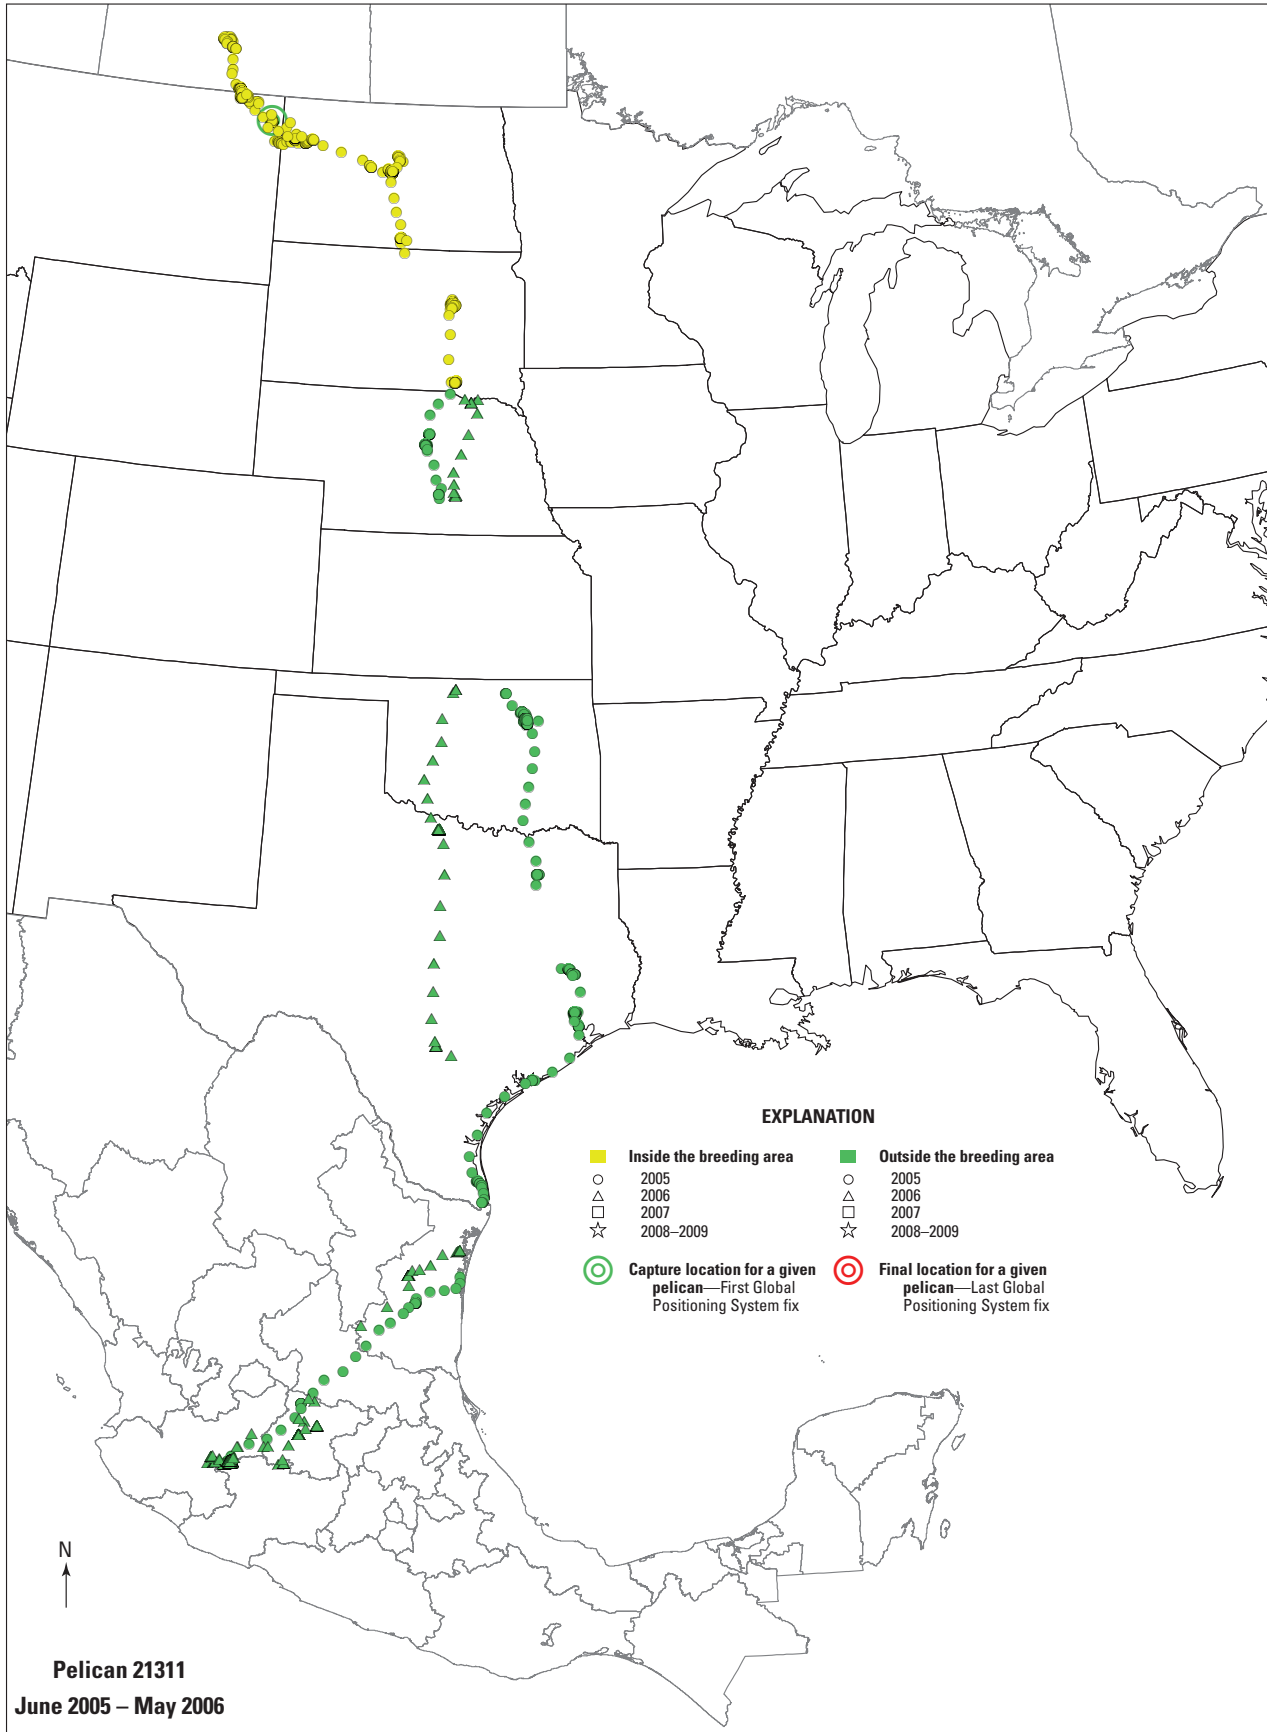 EXPLANATION
Inside the breeding area
2005
2006
2007
2008–2009
Capture location for a given
pelican—First Global
Positioning System fix
Outside the breeding area
2005
2006
2007
2008–2009
Final location for a given
pelican—Last Global
Positioning System fix
N
Pelican 21311
June 2005 – May 2006